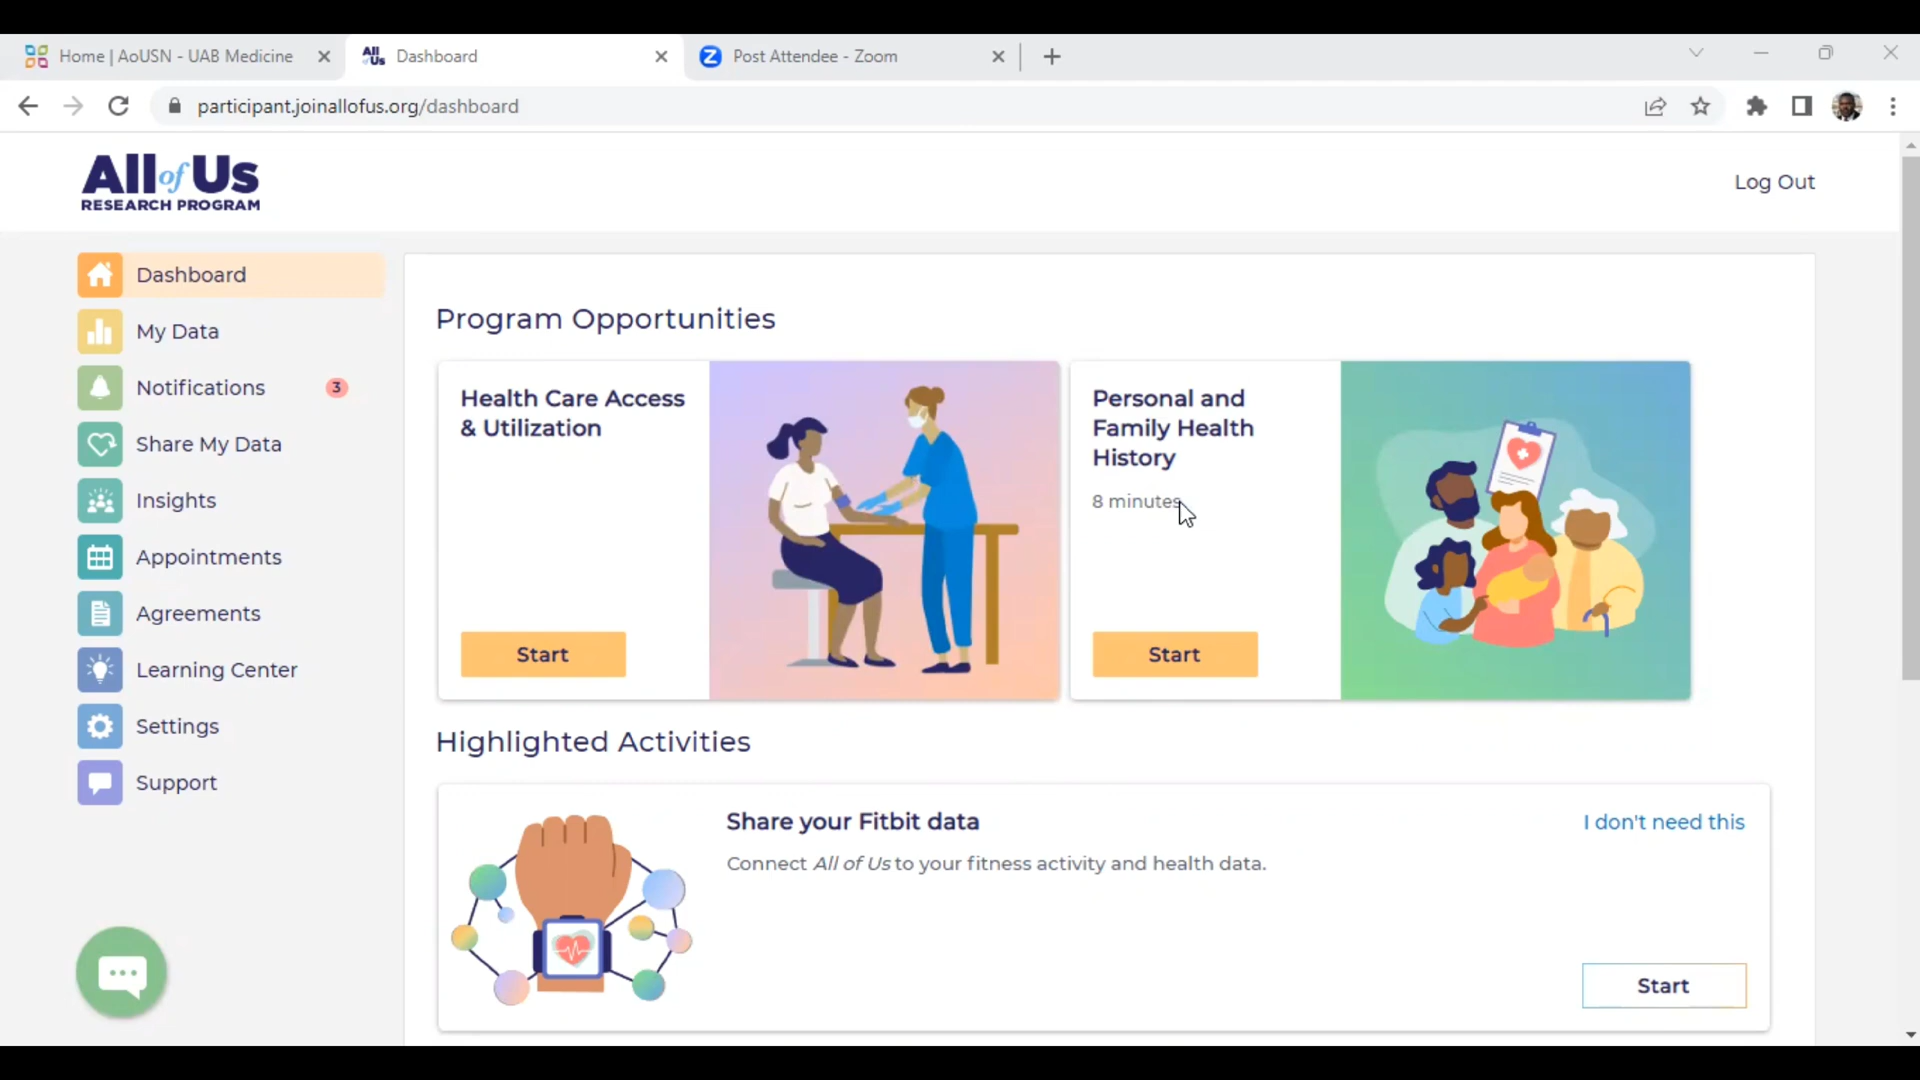 Home | AoUSN - UAB Medicine
Dashboard
Post Attendee - Zoom
participant.joinallofus.org/dashboard
All of Us
RESEARCH PROGRAM
Log Out
Dashboard
My Data
Notifications 3
Share My Data
Insights
Appointments
Agreements
Learning Center
Settings
Support
Program Opportunities
Health Care Access
& Utilization
Start
Personal and
Family Health
History
8 minutes
Start
Highlighted Activities
Share your Fitbit data
I don't need this
Connect All of Us to your fitness activity and health data.
Start